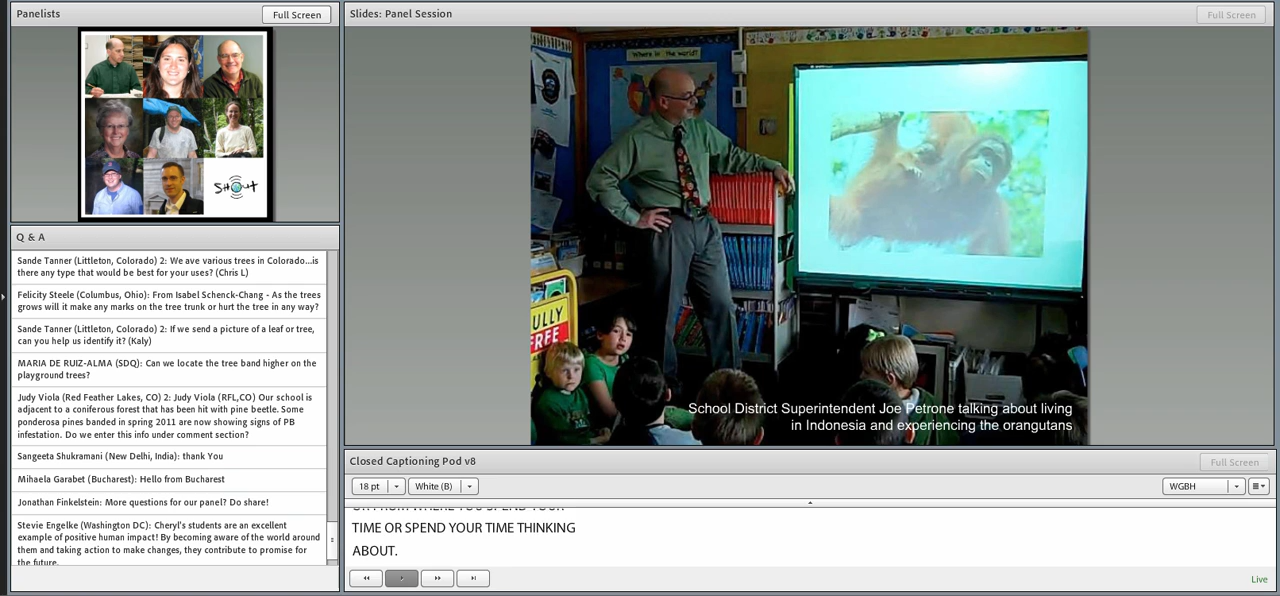 Panelists
Full Screen
SHOUT
Q & A
Sande Tanner (Littleton, Colorado) 2: We ave various trees in Colorado...is
there any type that would be best for your uses? (Chris L)
Felicity Steele (Columbus, Ohio): From Isabel Schenck-Chang - As the trees
grows will it make any marks on the tree trunk or hurt the tree in any way?
Sande Tanner (Littleton, Colorado) 2: If we send a picture of a leaf or tree,
can you help us identify it? (Kaly)
MARIA DE RUIZ-ALMA (SDQ): Can we locate the tree band higher on the
playground trees?
Judy Viola (Red Feather Lakes, CO) 2: Judy Viola (RFL,CO) Our school is
adjacent to a coniferous forest that has been hit with pine beetle. Some
ponderosa pines banded in spring 2011 are now showing signs of PB
infestation. Do we enter this info under comment section?
Sangeeta Shukramani (New Delhi, India): thank You
Mihaela Garabet (Bucharest): Hello from Bucharest
Jonathan Finkelstein: More questions for our panel? Do share!
Stevie Engelke (Washington DC): Cheryl's students are an excellent
example of positive human impact! By becoming aware of the world around
them and taking action to make changes, they contribute to promise for
the future.
Slides: Panel Session
Full Screen
Where in the world?
ULLY
FREE
School District Superintendent Joe Petrone talking about living
in Indonesia and experiencing the orangutans
Closed Captioning Pod v8
Full Screen
18 pt
White (B)
WGBH
OR FROM WHERE YOU SPEND YOUR
TIME OR SPEND YOUR TIME THINKING
ABOUT.
Live